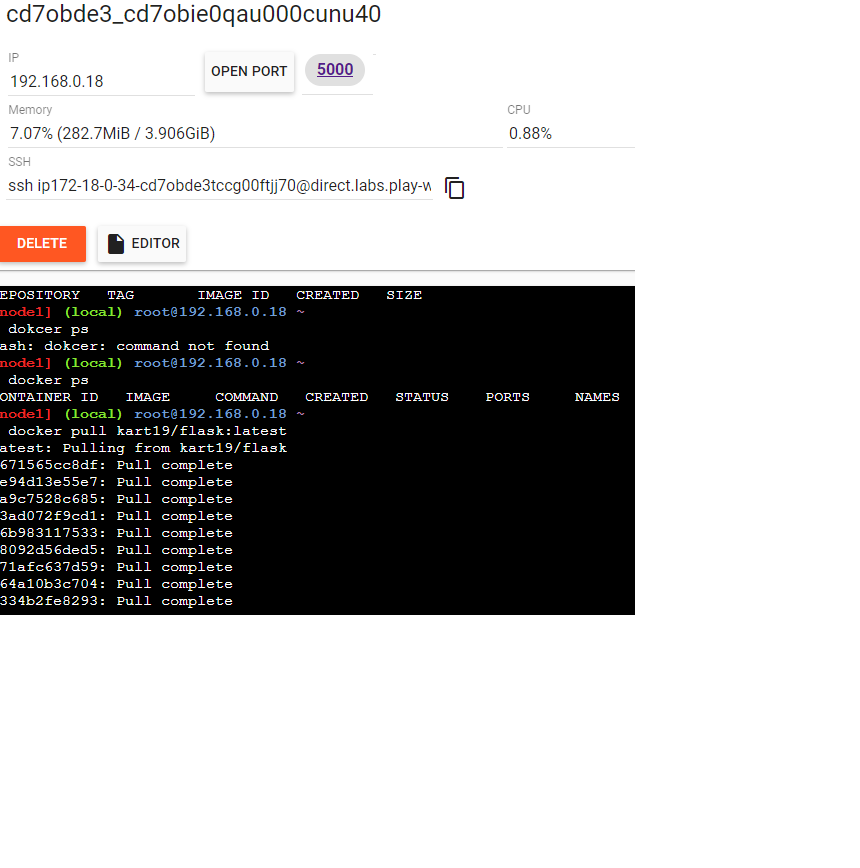 cd7obde3_cd7obie0qau000cunu40
IP
192.168.0.18
OPEN PORT
5000
Memory
7.07% (282.7MiB / 3.906GiB)
CPU
0.88%
SSH
ssh ip172-18-0-34-cd7obde3tccg00ftjj70@direct.labs.play-w
DELETE
EDITOR
EPOSITORY TAG IMAGE ID CREATED SIZE
node1] (local) root@192.168.0.18 ~
dokcer ps
ash: dokcer: command not found
node1] (local) root@192.168.0.18 ~
docker ps
ONTAINER ID IMAGE COMMAND CREATED STATUS PORTS NAMES
node1] (local) root@192.168.0.18 ~
docker pull kart19/flask:latest
atest: Pulling from kart19/flask
671565cc8df: Pull complete
e94d13e55e7: Pull complete
a9c7528c685: Pull complete
3ad072f9cd1: Pull complete
6b983117533: Pull complete
8092d56ded5: Pull complete
71afc637d59: Pull complete
64a10b3c704: Pull complete
334b2fe8293: Pull complete